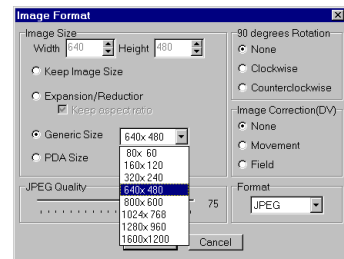 Image Format
Image Size
Width 640 Height 480
Keep Image Size
Expansion/Reduction
Keep aspect ratio
Generic Size 640x 480
PDA Size
80x 60
160x 120
320x 240
640x 480
800x 600
1024x 768
1280x 960
1600x1200
JPEG Quality
75
90 degrees Rotation
None
Clockwise
Counterclockwise
Image Correction(DV)
None
Movement
Field
Format
JPEG
Cancel